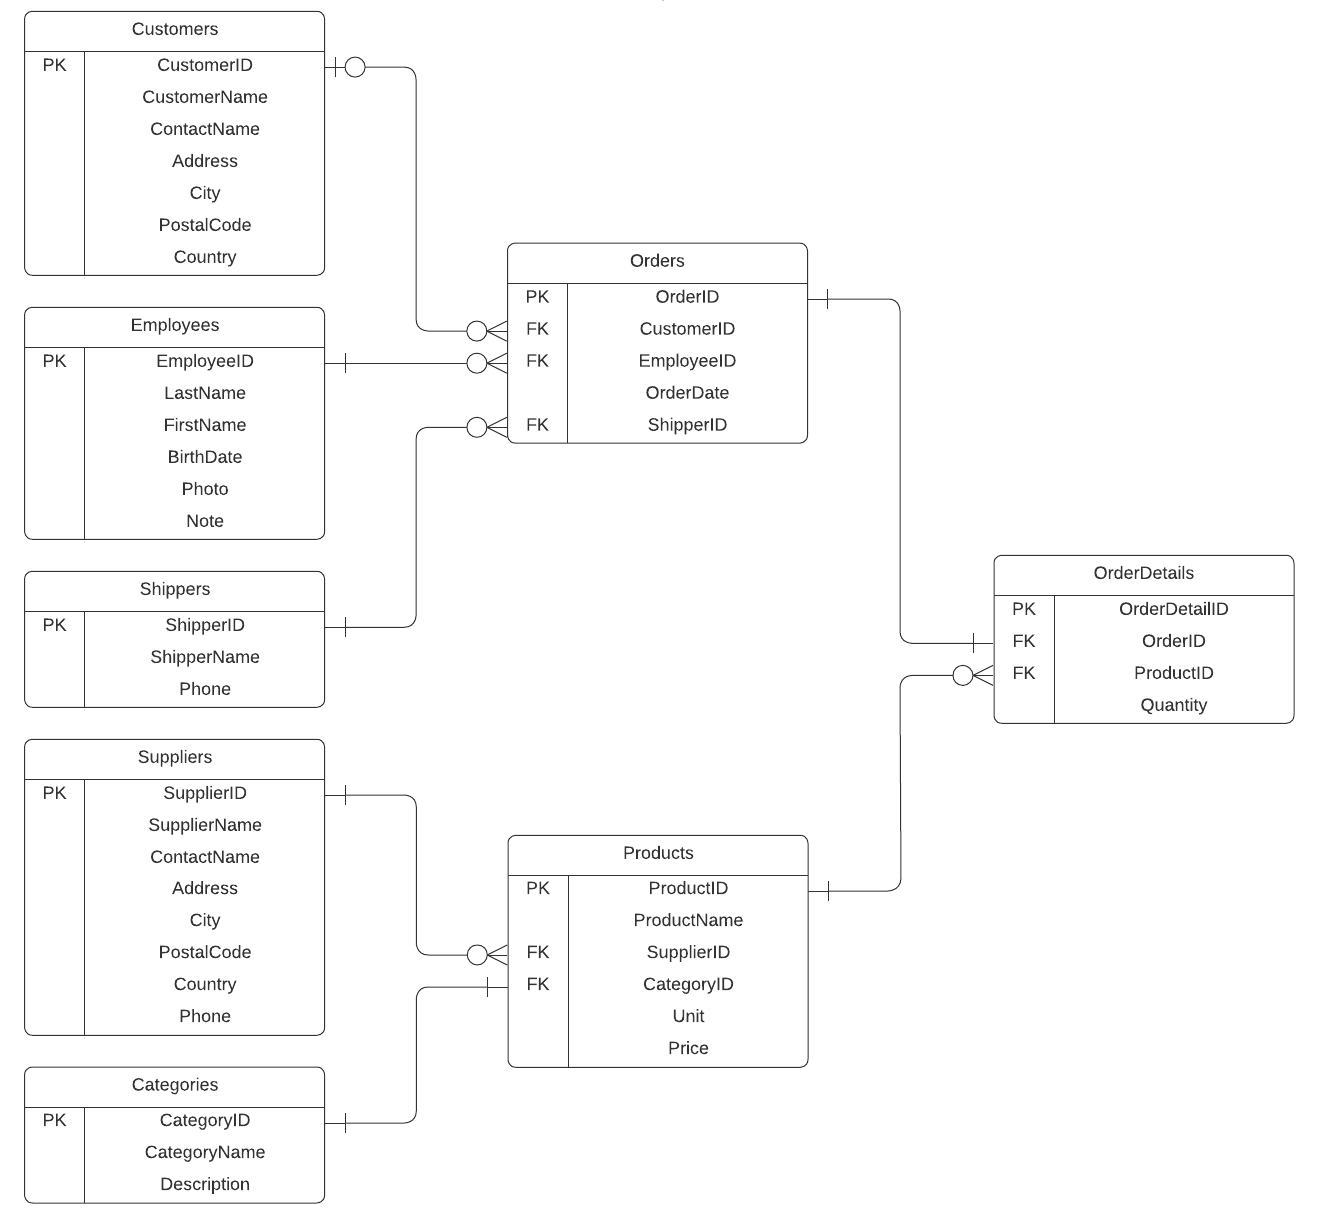 Customers
PK CustomerID
CustomerName
ContactName
Address
City
PostalCode
Country
Employees
PK EmployeeID
LastName
FirstName
BirthDate
Photo
Note
Shippers
PK ShipperID
ShipperName
Phone
Suppliers
PK SupplierID
SupplierName
ContactName
Address
City
PostalCode
Country
Phone
Categories
PK CategoryID
CategoryName
Description
Orders
PK OrderID
FK CustomerID
FK EmployeeID
OrderDate
FK ShipperID
Products
PK ProductID
ProductName
FK SupplierID
FK CategoryID
Unit
Price
OrderDetails
PK OrderDetailID
FK OrderID
FK ProductID
Quantity